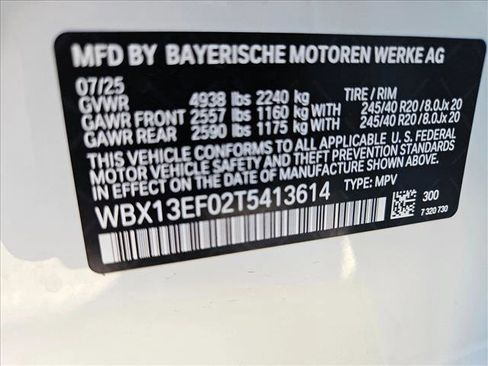 MFD BY BAYERISCHE MOTOREN WERKE AG
07/25 TIRE / RIM
GVWR 4938 lbs 2240 kg
GAWR FRONT 2557 lbs 1160 kg WITH 245/40 R20 / 8.0Jx 20
GAWR REAR 2590 lbs 1175 kg WITH 245/40 R20 / 8.0Jx 20
THIS VEHICLE CONFORMS TO ALL APPLICABLE U. S. FEDERAL
MOTOR VEHICLE SAFETY AND THEFT PREVENTION STANDARDS
IN EFFECT ON THE DATE OF MANUFACTURE SHOWN ABOVE.
WBX13EF02T5413614 TYPE: MPV
300
7 320 730